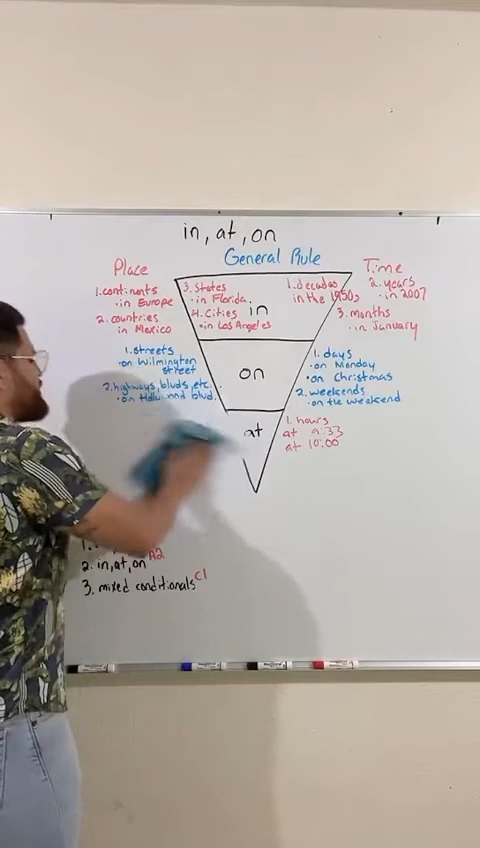 in, at, on
General Rule
Place
1. continents
· in Europe
2. countries
in Mexico
3. States
· in Florida
4. Cities
· in Los Angeles
in
1. decades
in the 1950s
Time
2. years
· in 2007
3. months
· in January
1. streets
· on Wilmington
street
2. highways, blvds, etc.
· on blvd.
on
1. days
· on Monday
· on Christmas
2. weekends
· on the weekend
at
1. hours
at 9:33
at 10:00
1.
2. in, at, on A2
3. mixed conditionals C1